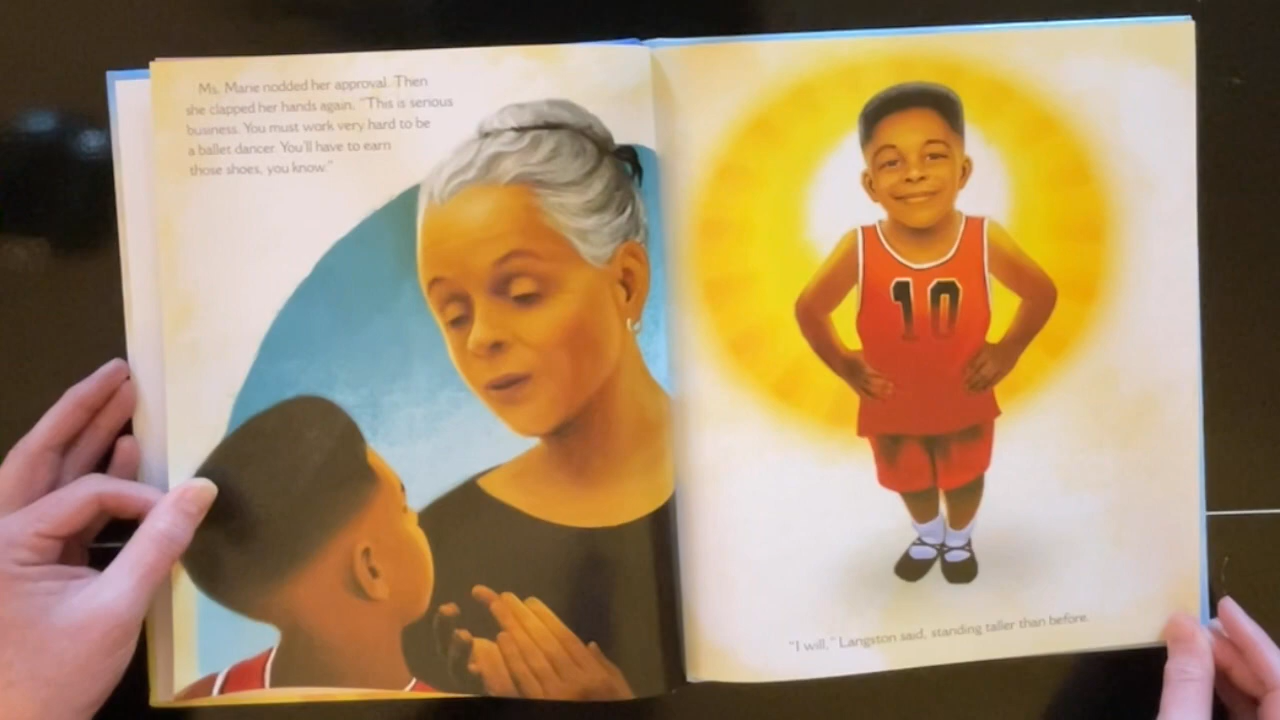 Ms. Marie nodded her approval. Then
she clapped her hands again. "This is serious
business. You must work very hard to be
a ballet dancer. You'll have to earn
those shoes, you know."
10
"I will," Langston said, standing taller than before.